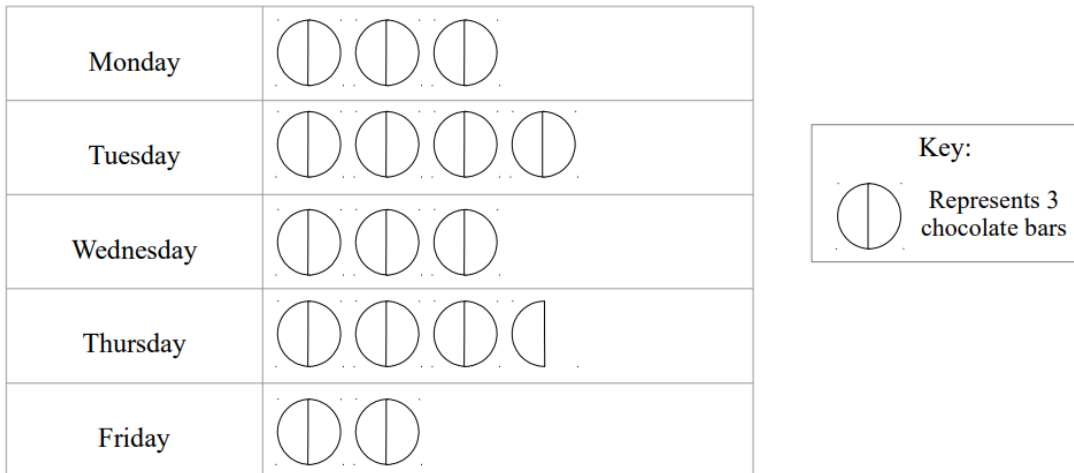 Monday
Tuesday
Wednesday
Thursday
Friday
Key:
Represents 3
chocolate bars